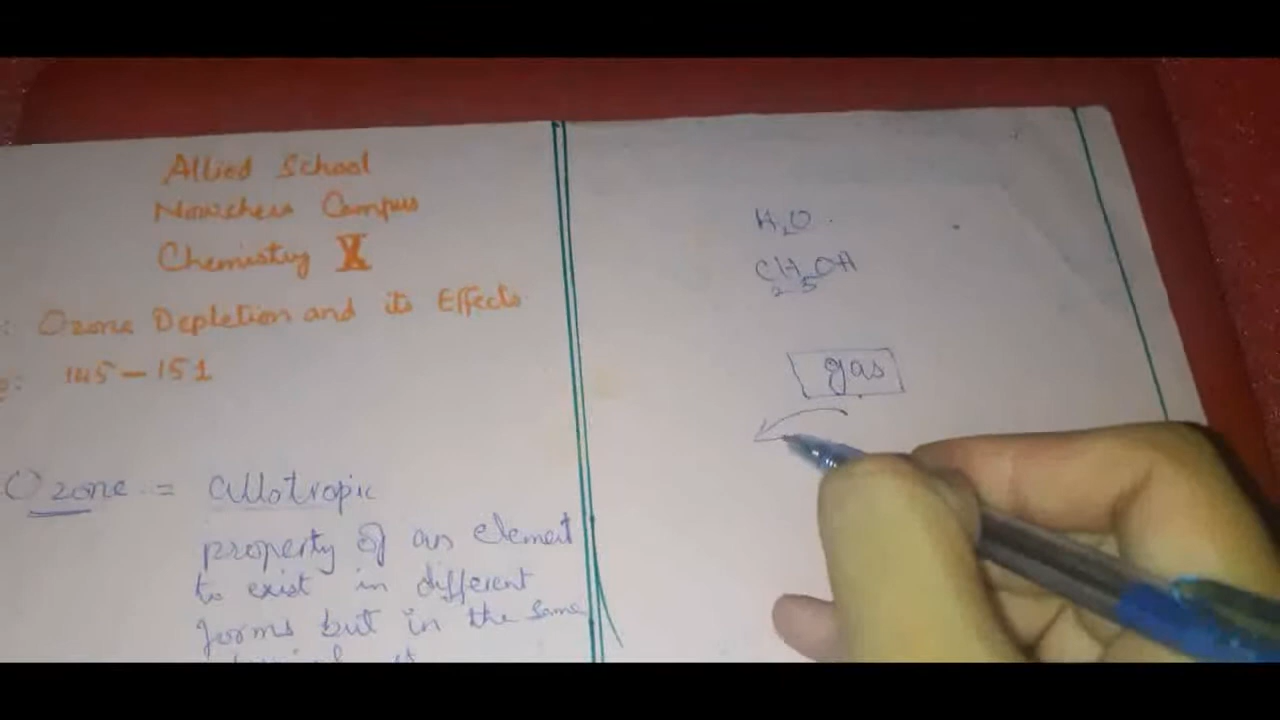 Allied School
Nowshera Campus
Chemistry X
: Ozone Depletion and its Effects
: 145-151
Ozone = allotropic
property of an element
to exist in different
forms but in the same
H2O
C2H5OH
gas